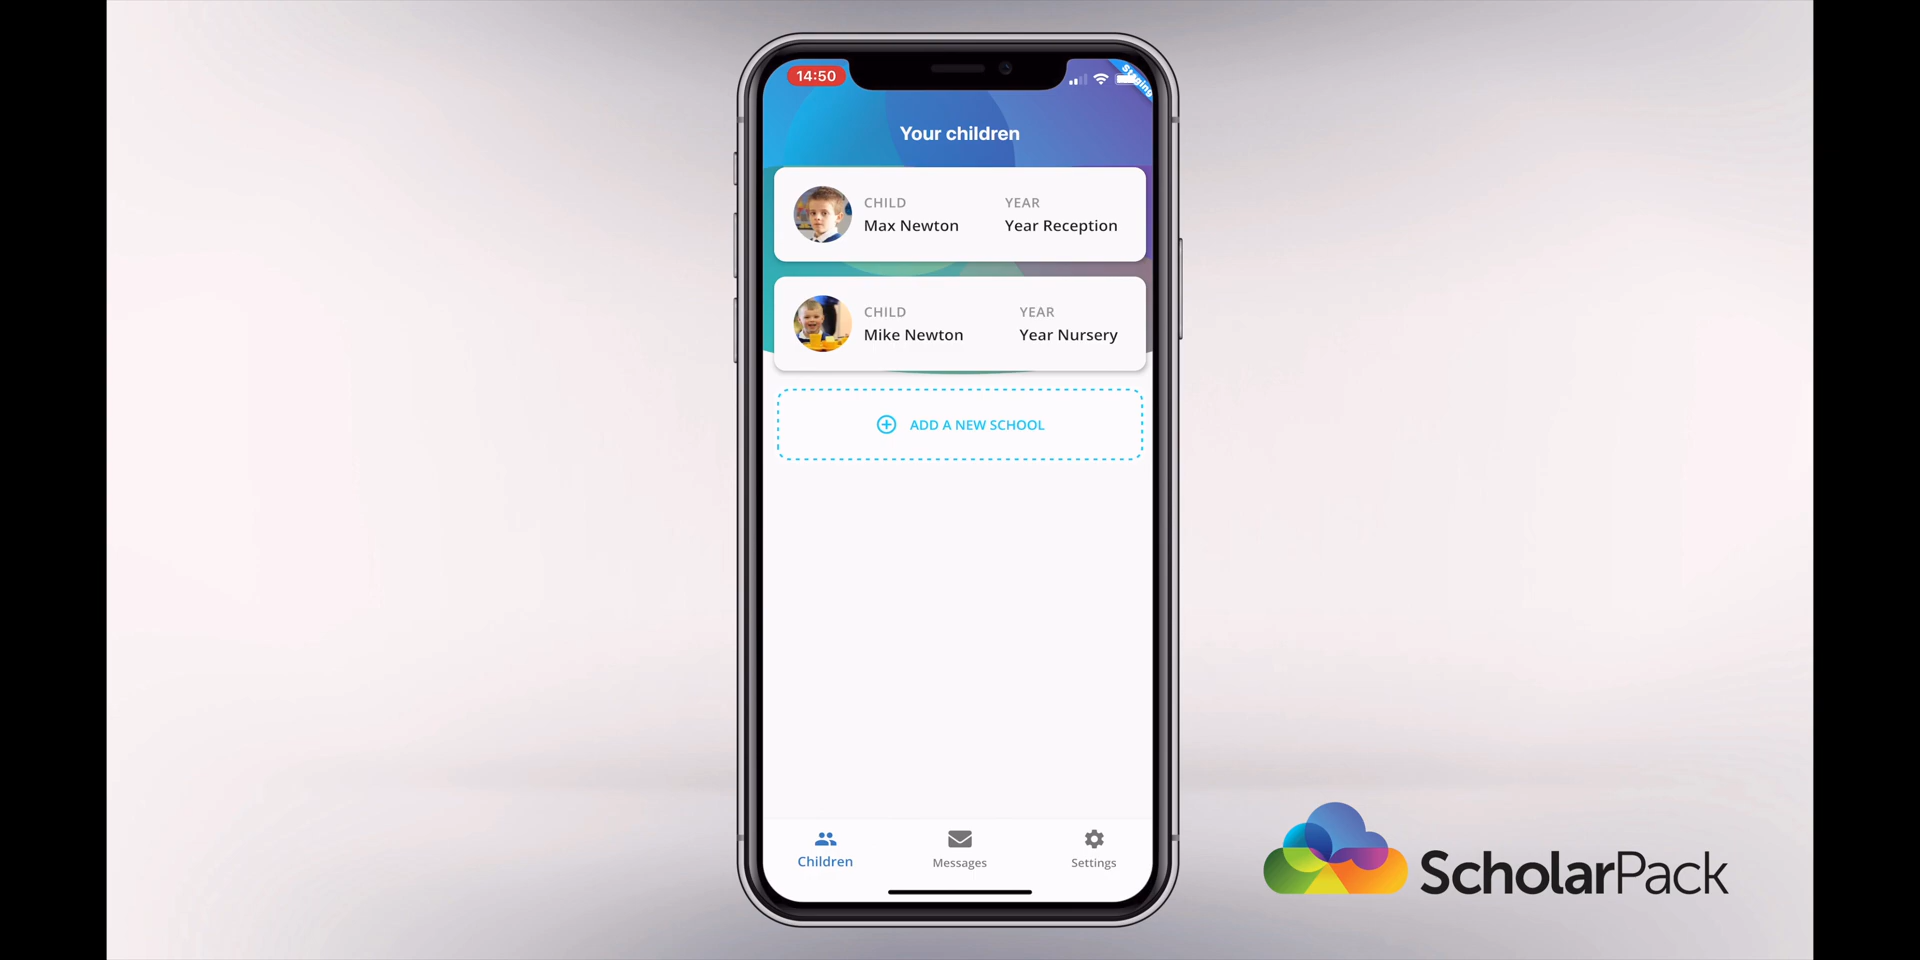 14:50
Staging
Your children
CHILD
YEAR
Max Newton
Year Reception
CHILD
YEAR
Mike Newton
Year Nursery
ADD A NEW SCHOOL
Children
Messages
Settings
ScholarPack